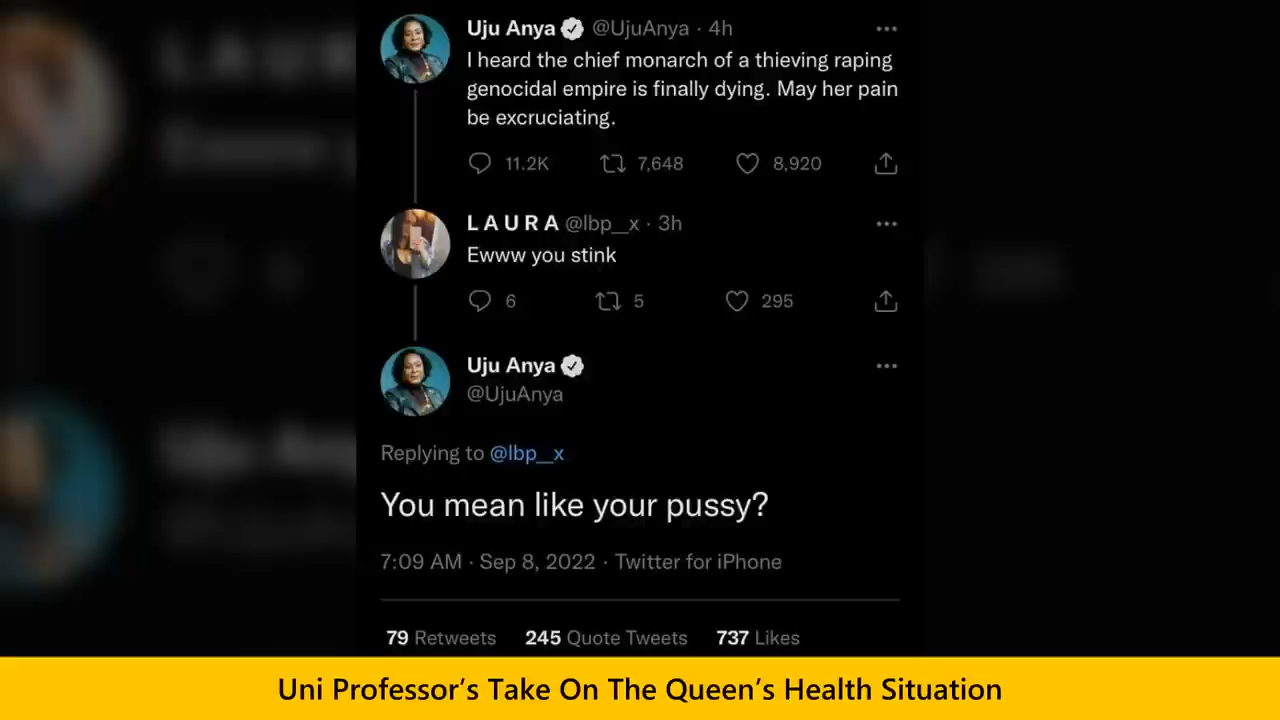 Uju Anya @UjuAnya · 4h
I heard the chief monarch of a thieving raping
genocidal empire is finally dying. May her pain
be excruciating.
11.2K 7,648 8,920
L A U R A @lbp__x · 3h
Ewww you stink
6 5 295
Uju Anya
@UjuAnya
Replying to @lbp__x
You mean like your pussy?
7:09 AM · Sep 8, 2022 · Twitter for iPhone
79 Retweets 245 Quote Tweets 737 Likes
Uni Professor's Take On The Queen's Health Situation